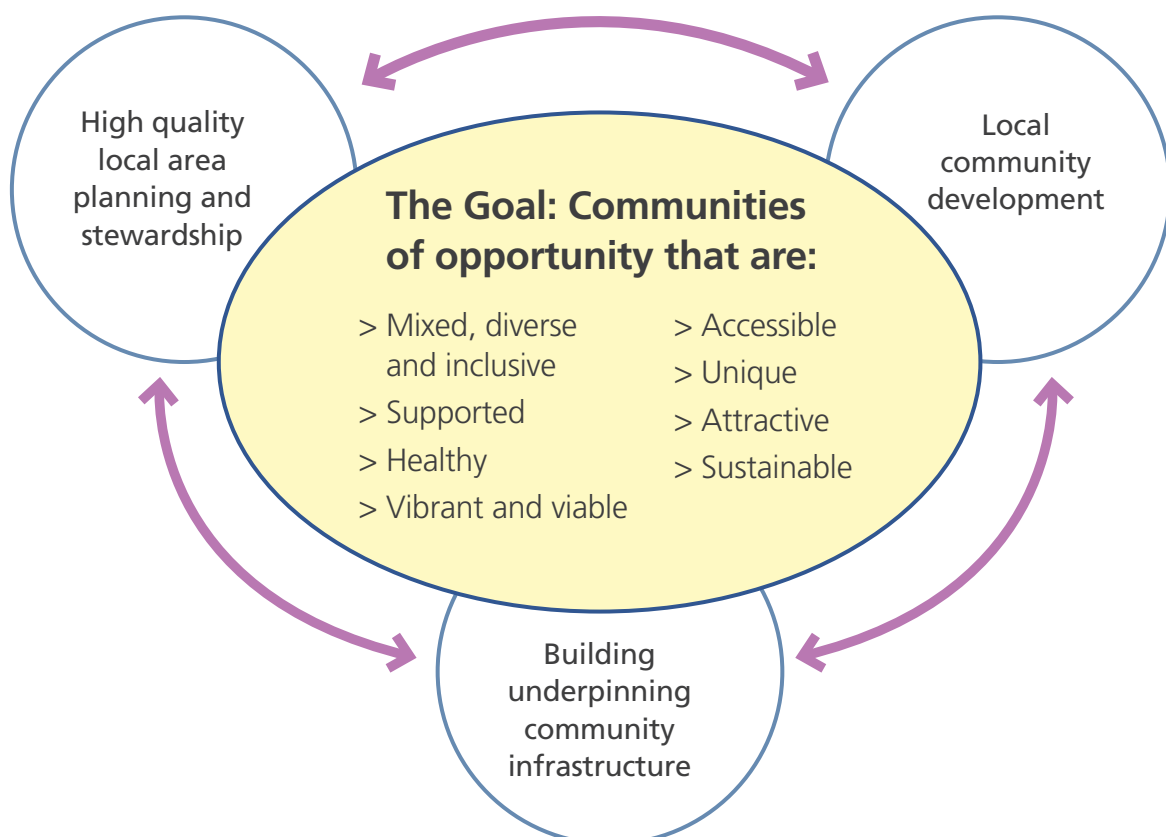 High quality
local area
planning and
stewardship
Local
community
development
The Goal: Communities
of opportunity that are:
> Mixed, diverse
and inclusive
> Supported
> Healthy
> Vibrant and viable
> Accessible
> Unique
> Attractive
> Sustainable
Building
underpinning
community
infrastructure